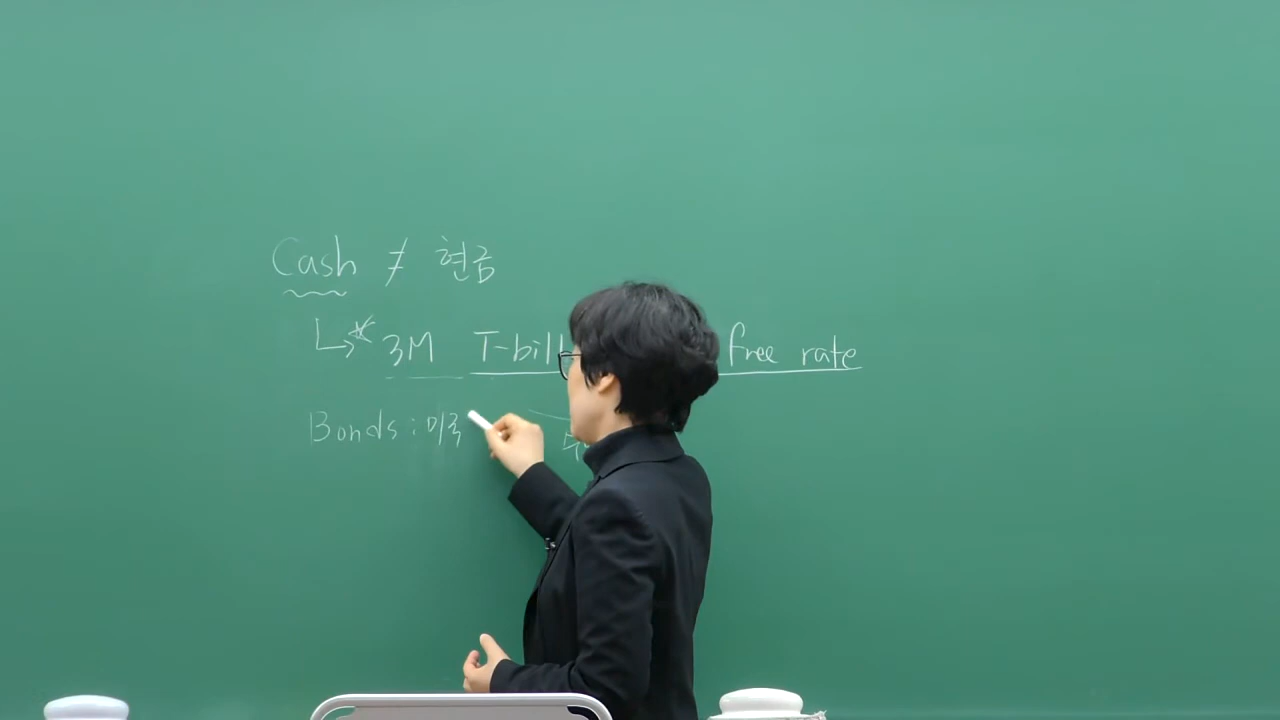 Cash ≠ 현금
↳ * 3M T-bill free rate
Bonds : 미국